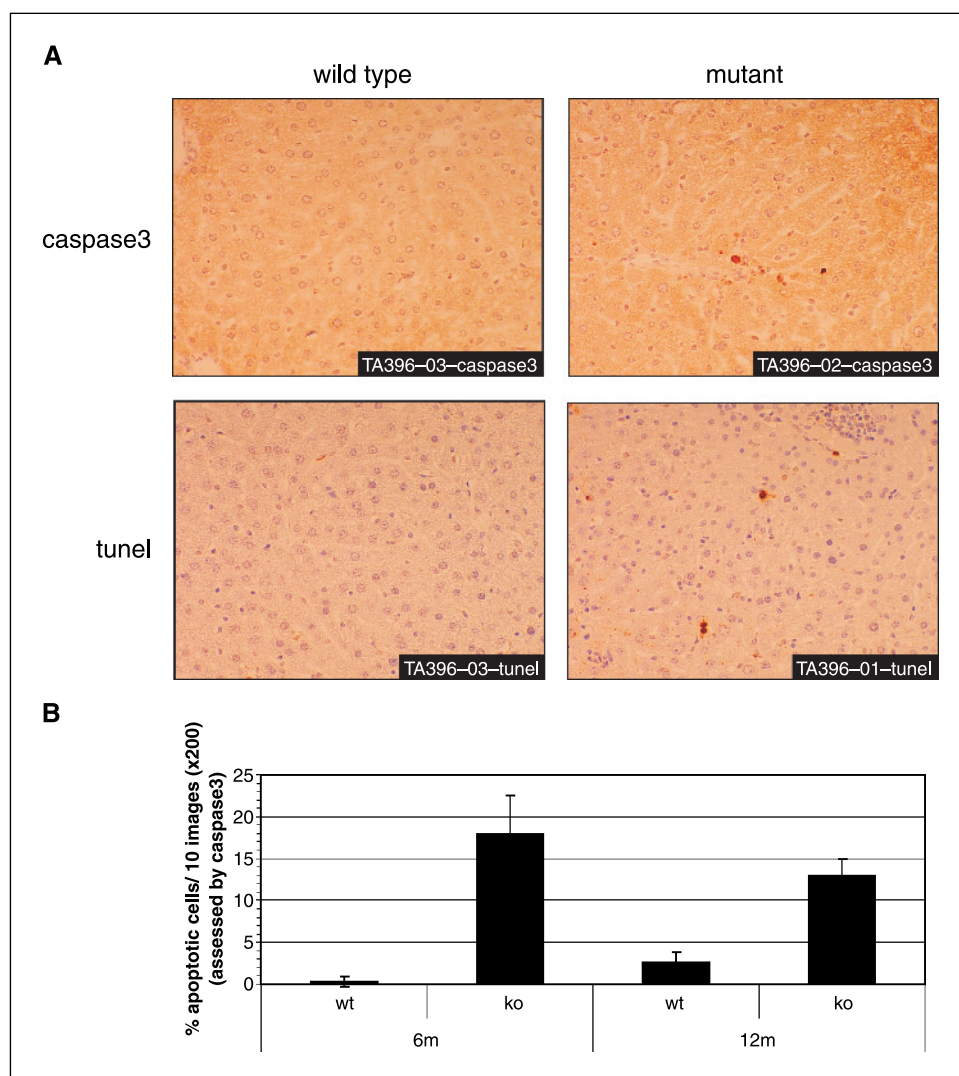 A
wild type
mutant
caspase3
TA396–03–caspase3
TA396–02–caspase3
tunel
TA396–03–tunel
TA396–01–tunel
B
% apoptotic cells/ 10 images (x200)
(assessed by caspase3)
25
20
15
10
5
0
wt
ko
wt
ko
6m
12m